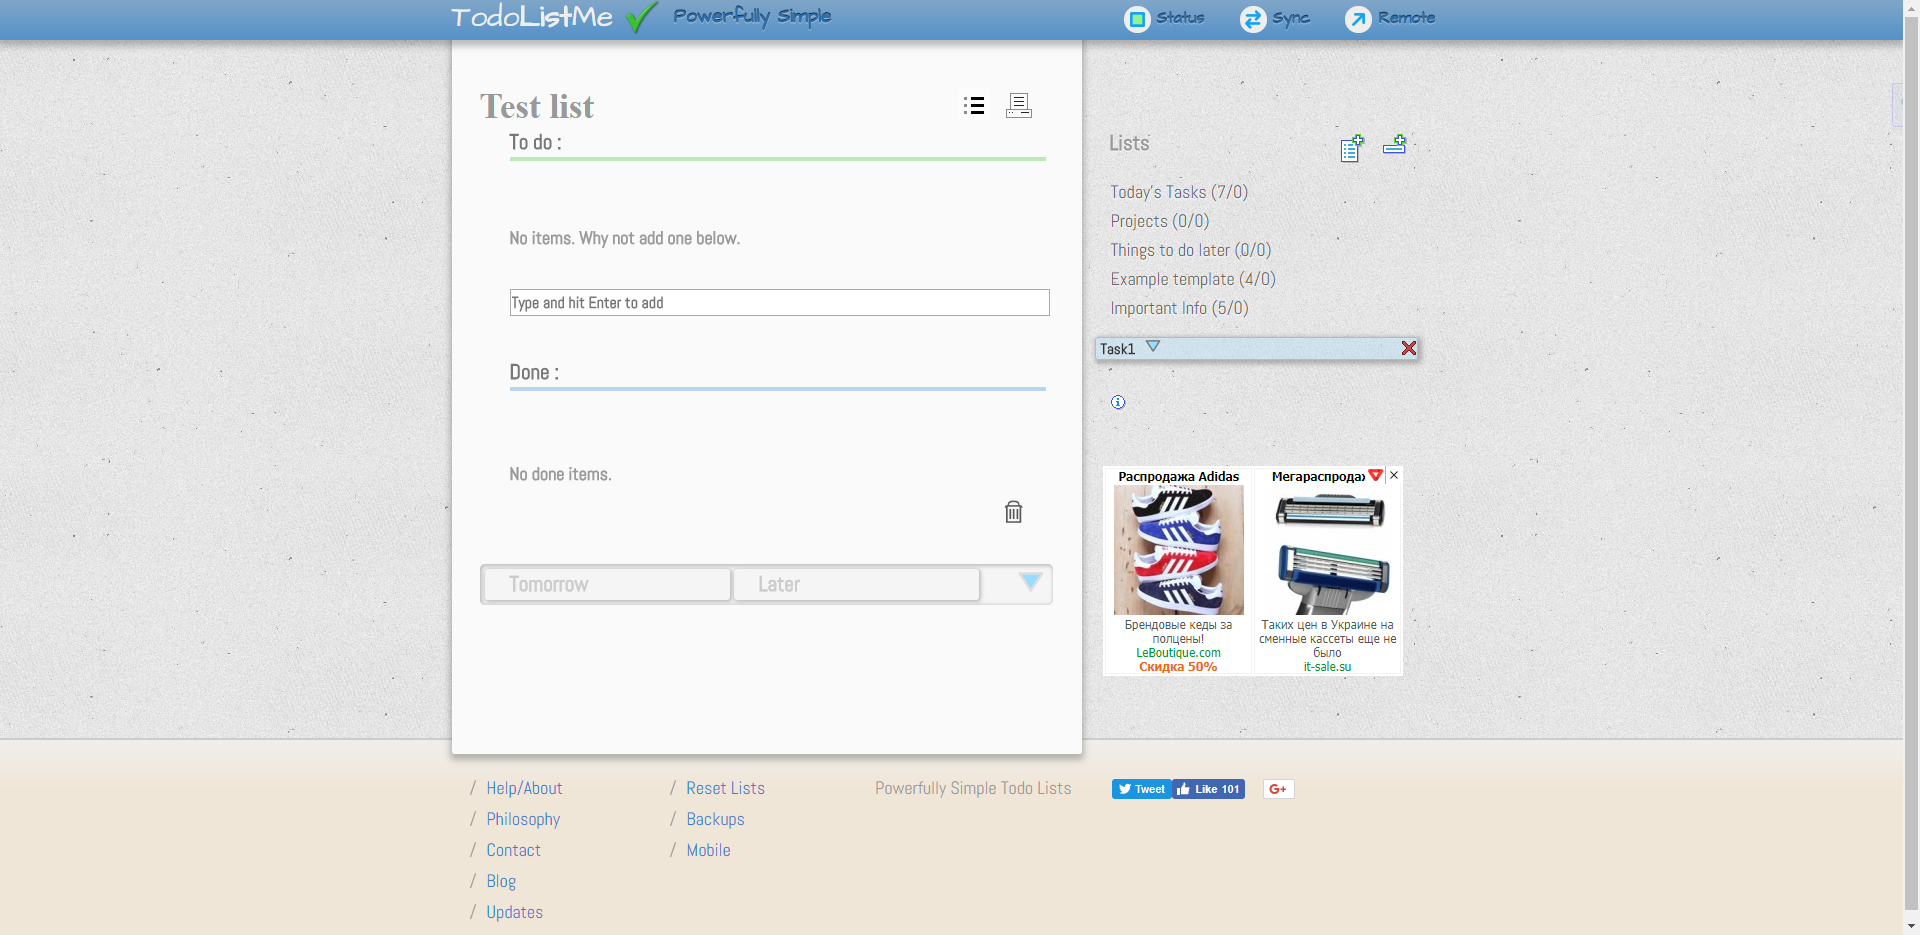 TodoListMe Powerfully Simple
Status Sync Remote
Test list
To do :
No items. Why not add one below.
Type and hit Enter to add
Done :
No done items.
Tomorrow Later
Lists
Today's Tasks (7/0)
Projects (0/0)
Things to do later (0/0)
Example template (4/0)
Important Info (5/0)
Task1
Распродажа Adidas
Брендовые кеды за
полцены!
LeBoutique.com
Скидка 50%
Мегараспродаж
Таких цен в Украине на
сменные кассеты еще не
было
it-sale.su
/ Help/About
/ Philosophy
/ Contact
/ Blog
/ Updates
/ Reset Lists
/ Backups
/ Mobile
Powerfully Simple Todo Lists
Tweet Like 101 G+